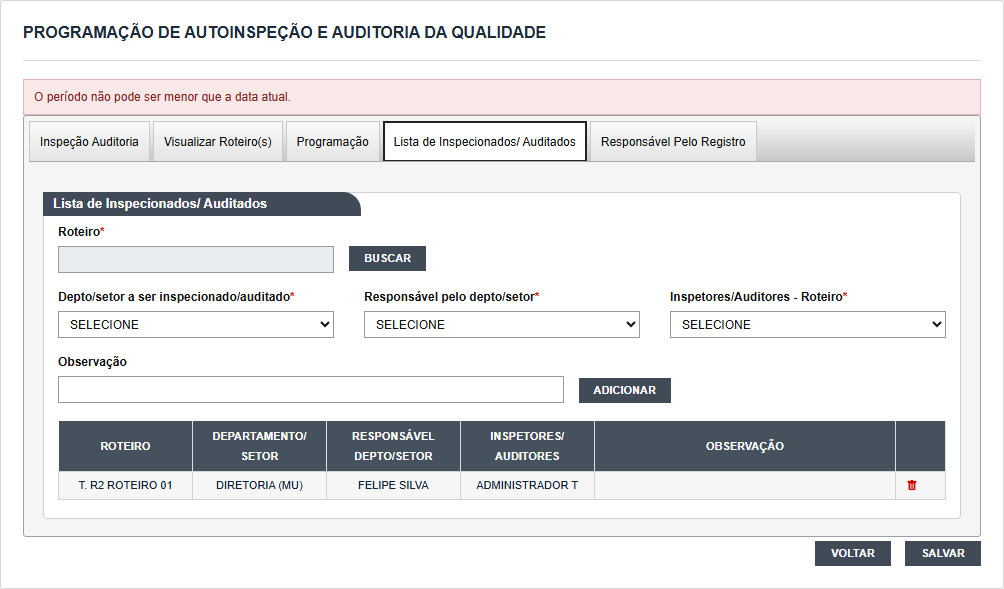 PROGRAMAÇÃO DE AUTOINSPEÇÃO E AUDITORIA DA QUALIDADE
O período não pode ser menor que a data atual.
Inspeção Auditoria
Visualizar Roteiro(s)
Programação
Lista de Inspecionados/ Auditados
Responsável Pelo Registro
Lista de Inspecionados/ Auditados
Roteiro*
BUSCAR
Depto/setor a ser inspecionado/auditado*
Responsável pelo depto/setor*
Inspetores/Auditores - Roteiro*
SELECIONE
SELECIONE
SELECIONE
Observação
ADICIONAR
ROTEIRO
DEPARTAMENTO/
SETOR
RESPONSÁVEL
DEPTO/SETOR
INSPETORES/
AUDITORES
OBSERVAÇÃO
T. R2 ROTEIRO 01
DIRETORIA (MU)
FELIPE SILVA
ADMINISTRADOR T
VOLTAR
SALVAR